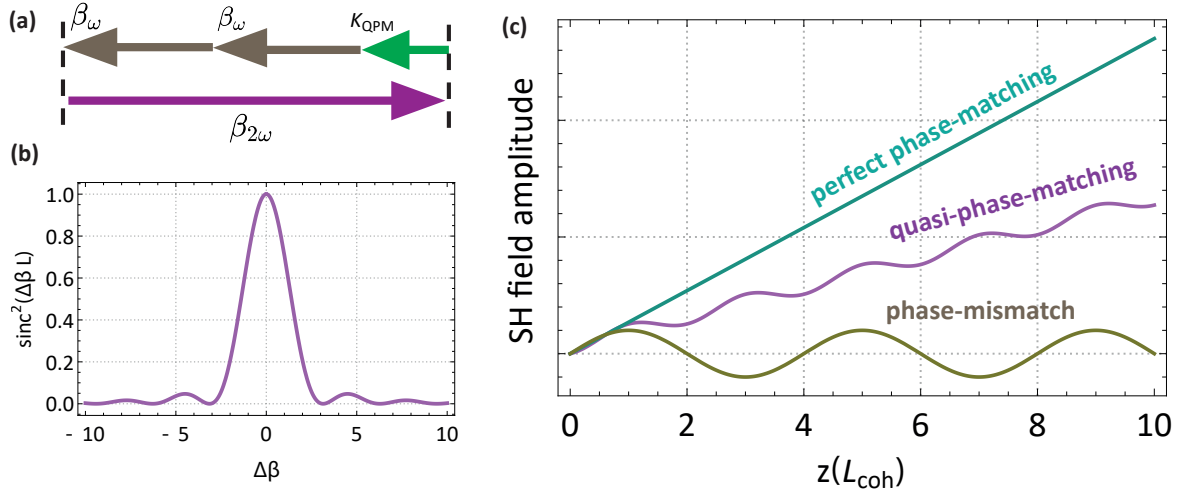 (a)
β_ω
β_ω
K_QPM
β_2ω
(b)
sinc²(Δβ L)
1.0
0.8
0.6
0.4
0.2
0.0
- 10
- 5
0
5
10
Δβ
(c)
SH field amplitude
perfect phase-matching
quasi-phase-matching
phase-mismatch
0
2
4
6
8
10
z(L_coh)